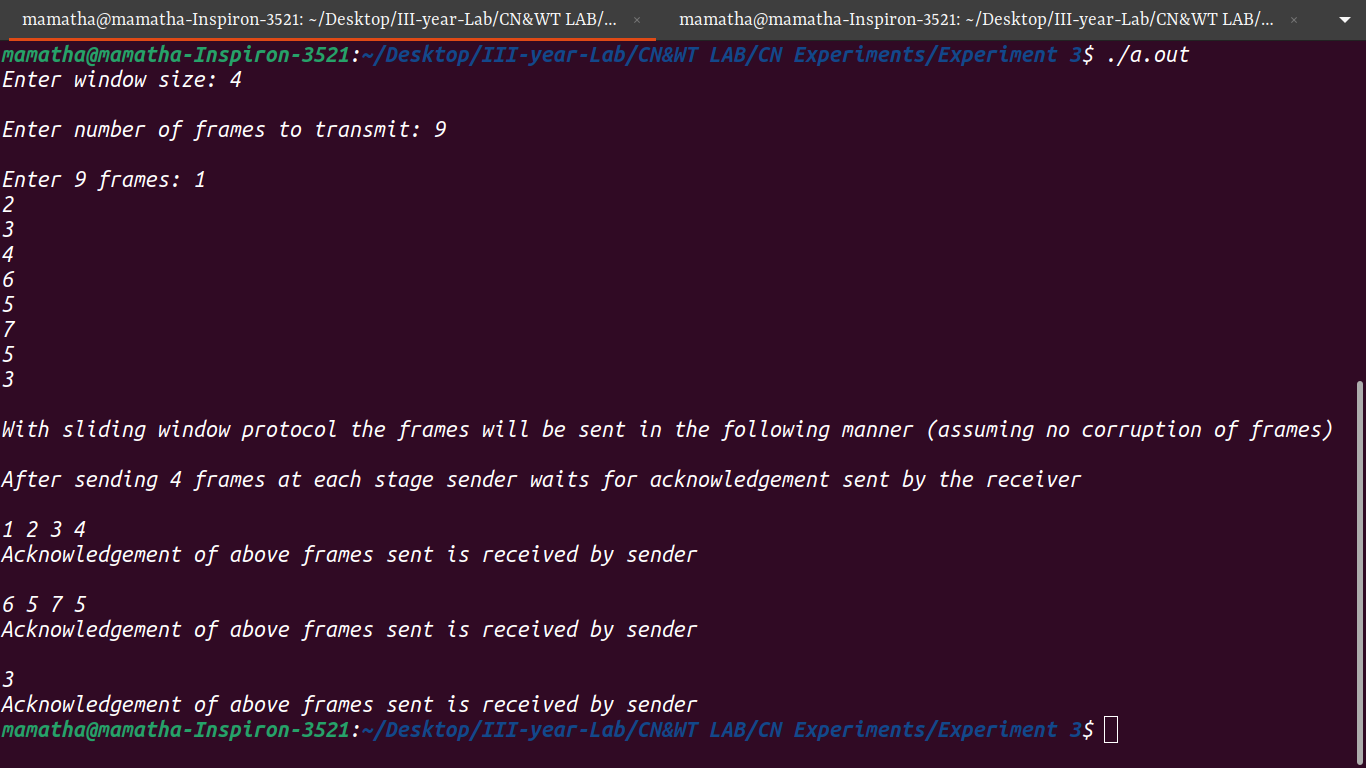 mamatha@mamatha-Inspiron-3521: ~/Desktop/III-year-Lab/CN&WT LAB/... × mamatha@mamatha-Inspiron-3521: ~/Desktop/III-year-Lab/CN&WT LAB/... ×
mamatha@mamatha-Inspiron-3521:~/Desktop/III-year-Lab/CN&WT LAB/CN Experiments/Experiment 3$ ./a.out
Enter window size: 4
Enter number of frames to transmit: 9
Enter 9 frames: 1
2
3
4
6
5
7
5
3
With sliding window protocol the frames will be sent in the following manner (assuming no corruption of frames)
After sending 4 frames at each stage sender waits for acknowledgement sent by the receiver
1 2 3 4
Acknowledgement of above frames sent is received by sender
6 5 7 5
Acknowledgement of above frames sent is received by sender
3
Acknowledgement of above frames sent is received by sender
mamatha@mamatha-Inspiron-3521:~/Desktop/III-year-Lab/CN&WT LAB/CN Experiments/Experiment 3$